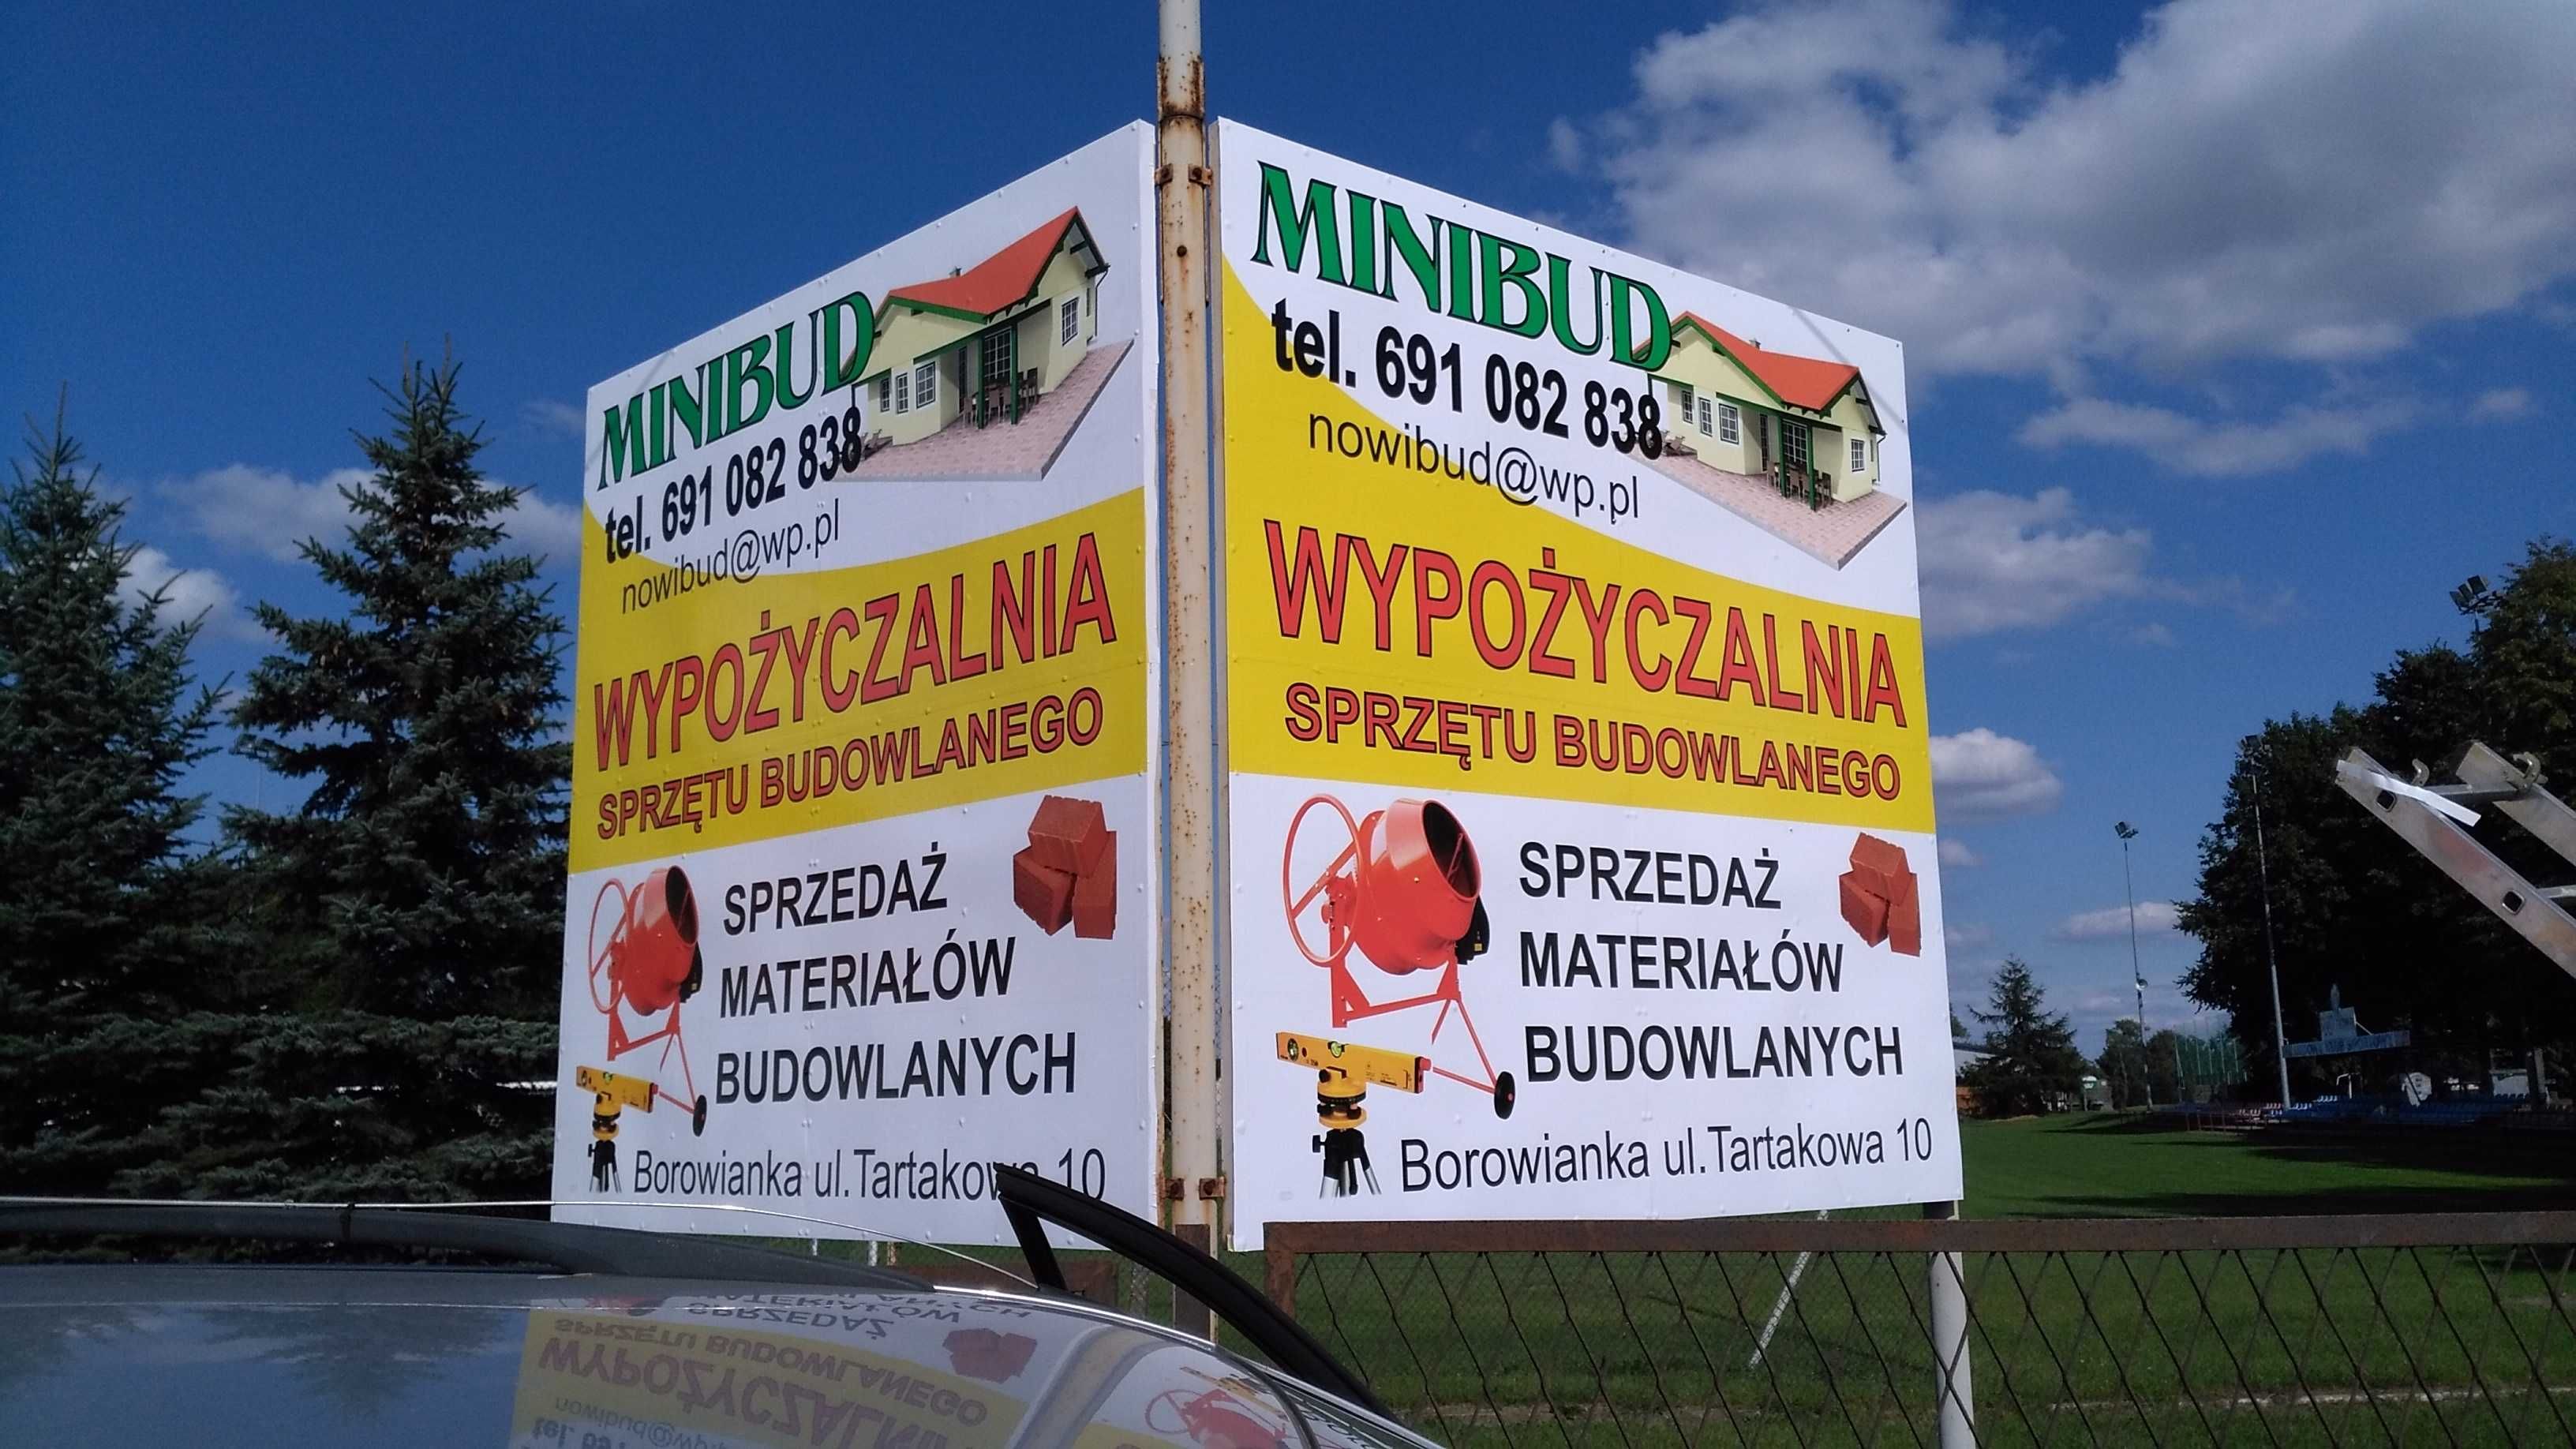 MINIBUD
tel. 691 082 838
nowibud@wp.pl
WYPOŻYCZALNIA
SPRZĘTU BUDOWLANEGO
SPRZEDAŻ
MATERIAŁÓW
BUDOWLANYCH
Borowianka ul.Tartakowa 10
MINIBUD
tel. 691 082 838
nowibud@wp.pl
WYPOŻYCZALNIA
SPRZĘTU BUDOWLANEGO
SPRZEDAŻ
MATERIAŁÓW
BUDOWLANYCH
Borowianka ul.Tartakowa 10